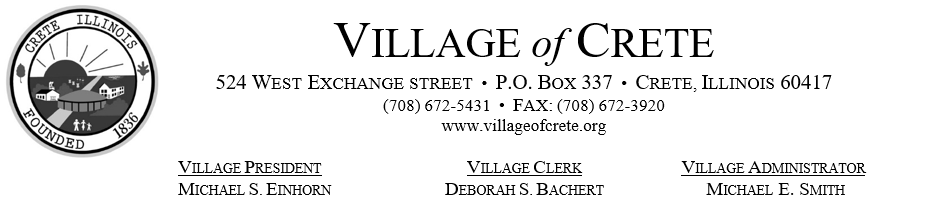 CRETE ILLINOIS
FOUNDED 1836
VILLAGE of CRETE
524 WEST EXCHANGE STREET • P.O. BOX 337 • CRETE, ILLINOIS 60417
(708) 672-5431 • FAX: (708) 672-3920
www.villageofcrete.org
VILLAGE PRESIDENT VILLAGE CLERK VILLAGE ADMINISTRATOR
MICHAEL S. EINHORN DEBORAH S. BACHERT MICHAEL E. SMITH